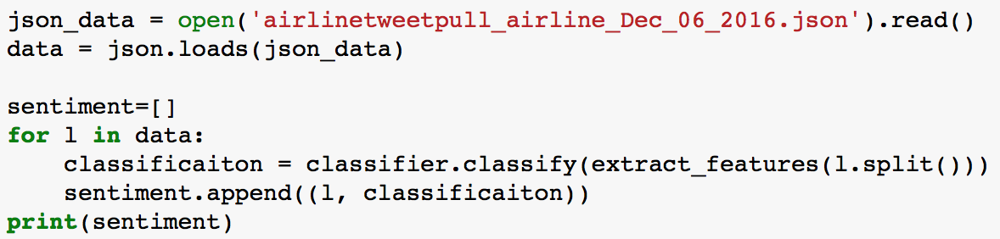 json_data = open('airlinetweetpull_airline_Dec_06_2016.json').read()
data = json.loads(json_data)
sentiment=[]
for l in data:
    classificaiton = classifier.classify(extract_features(l.split()))
    sentiment.append((l, classificaiton))
print(sentiment)